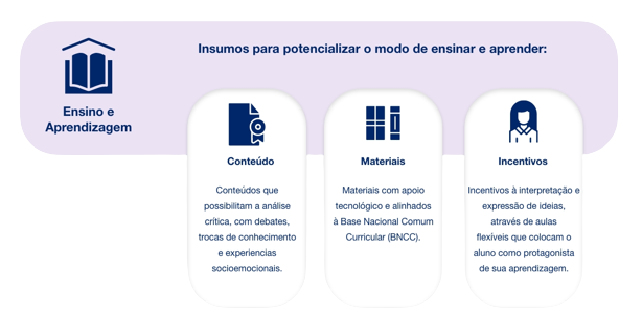 Insumos para potencializar o modo de ensinar e aprender:
Ensino e
Aprendizagem
Conteúdo
Conteúdos que
possibilitam a análise
crítica, com debates,
trocas de conhecimento
e experiencias
socioemocionais.
Materiais
Materiais com apoio
tecnológico e alinhados
à Base Nacional Comum
Curricular (BNCC).
Incentivos
Incentivos à interpretação e
expressão de ideias,
através de aulas
flexíveis que colocam o
aluno como protagonista
de sua aprendizagem.